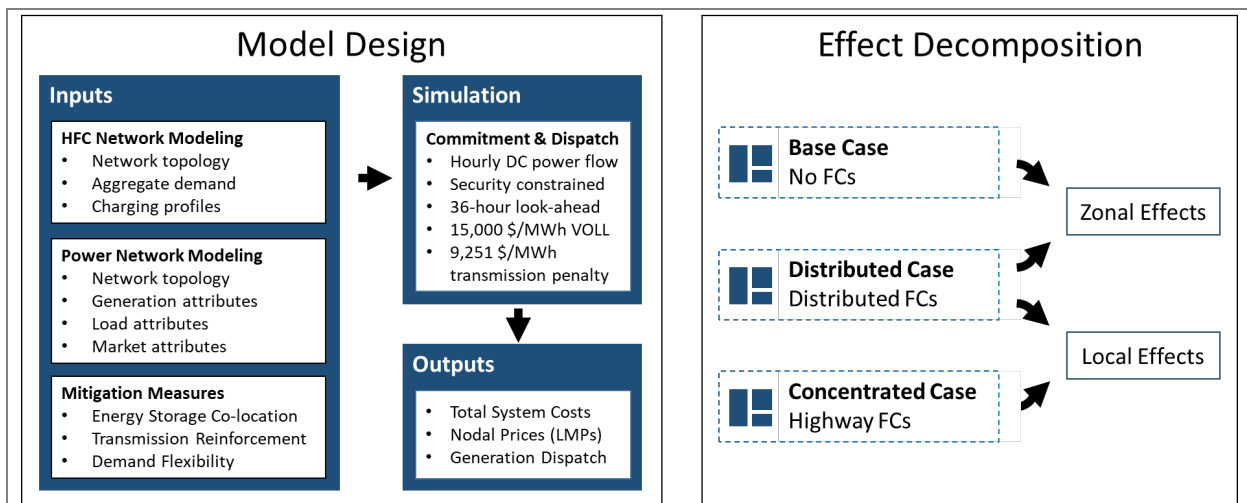 Model Design
Inputs
HFC Network Modeling
• Network topology
• Aggregate demand
• Charging profiles
Power Network Modeling
• Network topology
• Generation attributes
• Load attributes
• Market attributes
Mitigation Measures
• Energy Storage Co-location
• Transmission Reinforcement
• Demand Flexibility
Simulation
Commitment & Dispatch
• Hourly DC power flow
• Security constrained
• 36-hour look-ahead
• 15,000 $/MWh VOLL
• 9,251 $/MWh
transmission penalty
Outputs
• Total System Costs
• Nodal Prices (LMPs)
• Generation Dispatch
Effect Decomposition
Base Case
No FCs
Distributed Case
Distributed FCs
Concentrated Case
Highway FCs
Zonal Effects
Local Effects